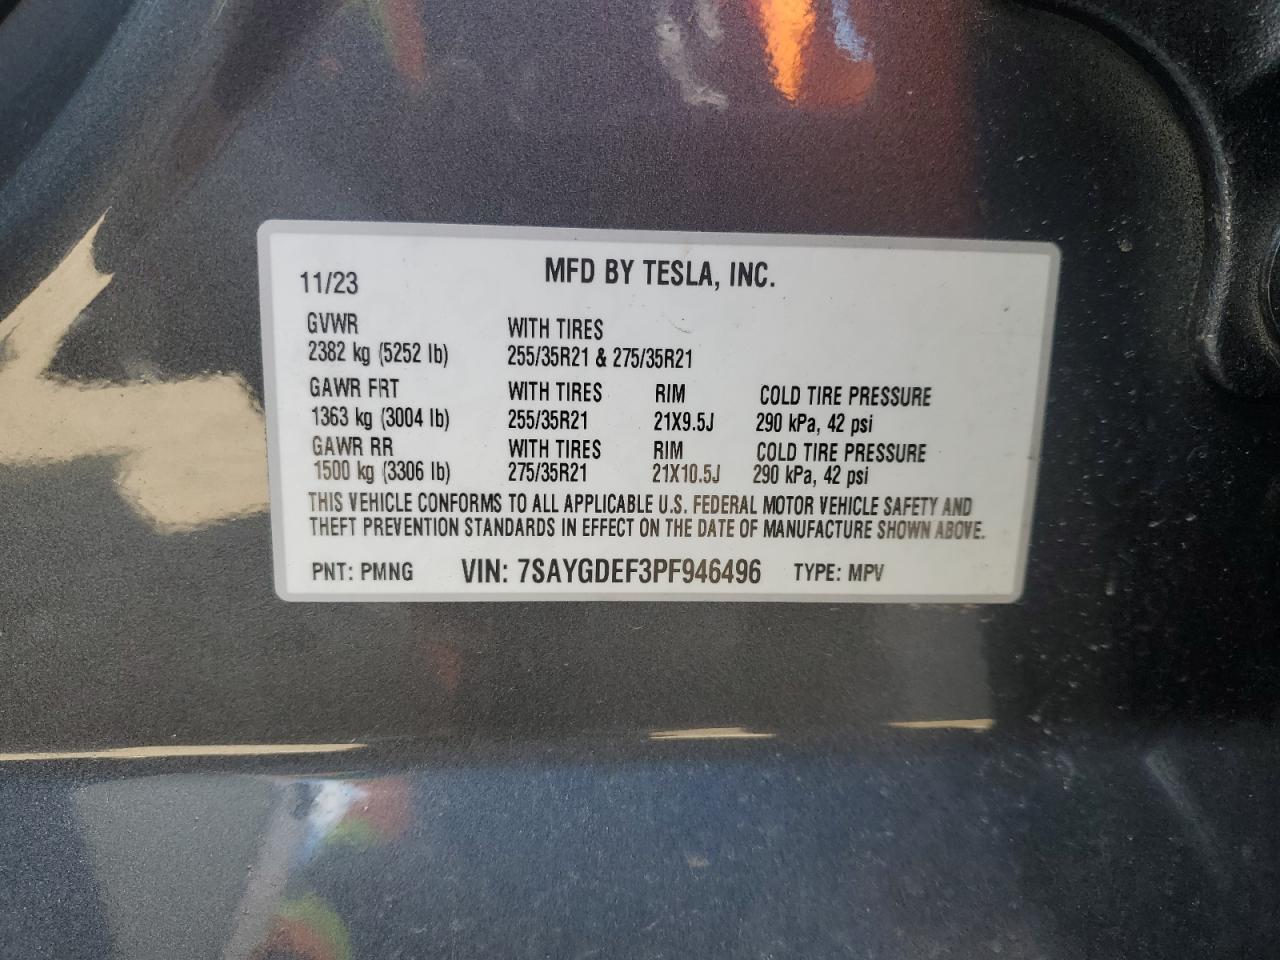 11/23 MFD BY TESLA, INC.
GVWR WITH TIRES
2382 kg (5252 lb) 255/35R21 & 275/35R21
GAWR FRT WITH TIRES RIM COLD TIRE PRESSURE
1363 kg (3004 lb) 255/35R21 21X9.5J 290 kPa, 42 psi
GAWR RR WITH TIRES RIM COLD TIRE PRESSURE
1500 kg (3306 lb) 275/35R21 21X10.5J 290 kPa, 42 psi
THIS VEHICLE CONFORMS TO ALL APPLICABLE U.S. FEDERAL MOTOR VEHICLE SAFETY AND
THEFT PREVENTION STANDARDS IN EFFECT ON THE DATE OF MANUFACTURE SHOWN ABOVE.
PNT: PMNG VIN: 7SAYGDEF3PF946496 TYPE: MPV